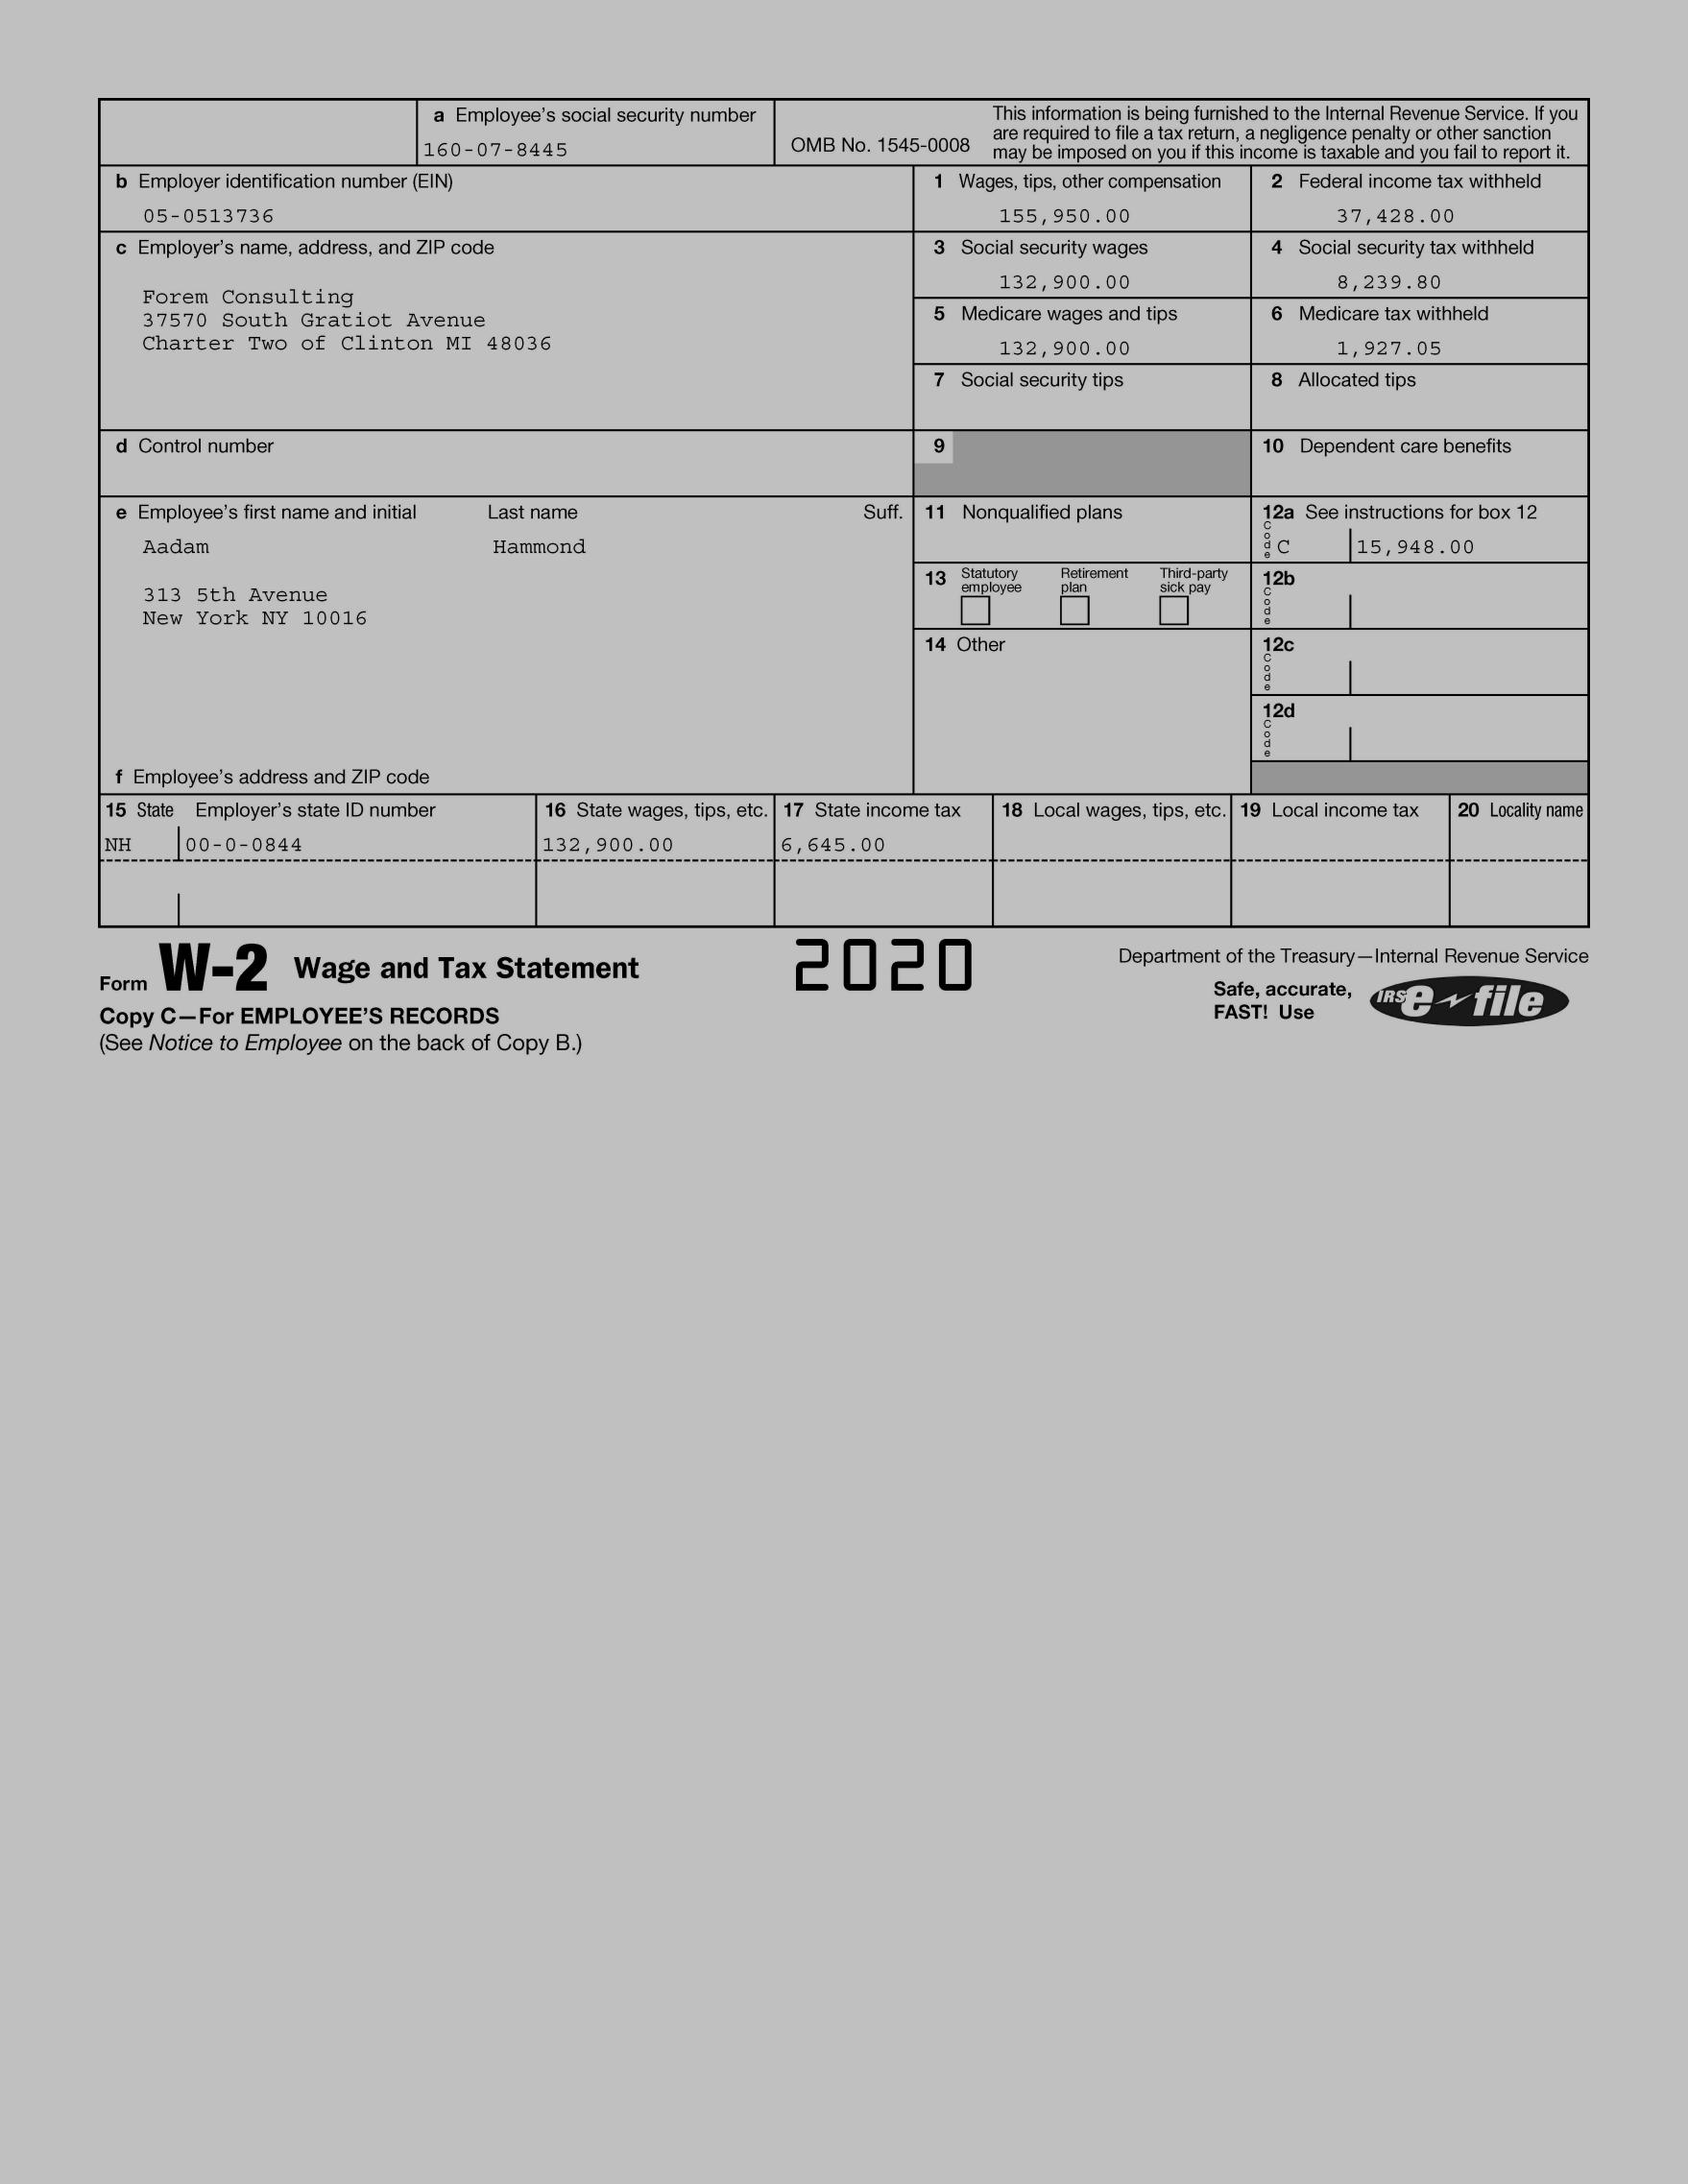 a Employee's social security number
160-07-8445
OMB No. 1545-0008
This information is being furnished to the Internal Revenue Service. If you
are required to file a tax return, a negligence penalty or other sanction
may be imposed on you if this income is taxable and you fail to report it.
b Employer identification number (EIN)
05-0513736
1 Wages, tips, other compensation
155,950.00
2 Federal income tax withheld
37,428.00
c Employer's name, address, and ZIP code
Forem Consulting
37570 South Gratiot Avenue
Charter Two of Clinton MI 48036
3 Social security wages
132,900.00
4 Social security tax withheld
8,239.80
5 Medicare wages and tips
132,900.00
6 Medicare tax withheld
1,927.05
7 Social security tips
8 Allocated tips
d Control number
9
10 Dependent care benefits
e Employee's first name and initial
Last name
Suff.
Aadam
Hammond
313 5th Avenue
New York NY 10016
f Employee's address and ZIP code
11 Nonqualified plans
12a See instructions for box 12
Code
C
15,948.00
13 Statutory employee
Retirement plan
Third-party sick pay
12b
Code
14 Other
12c
Code
12d
Code
15 State
Employer's state ID number
16 State wages, tips, etc.
17 State income tax
18 Local wages, tips, etc.
19 Local income tax
20 Locality name
NH
00-0-0844
132,900.00
6,645.00
Form W-2 Wage and Tax Statement
2020
Department of the Treasury—Internal Revenue Service
Safe, accurate,
FAST! Use
IRS e-file
Copy C—For EMPLOYEE'S RECORDS
(See Notice to Employee on the back of Copy B.)